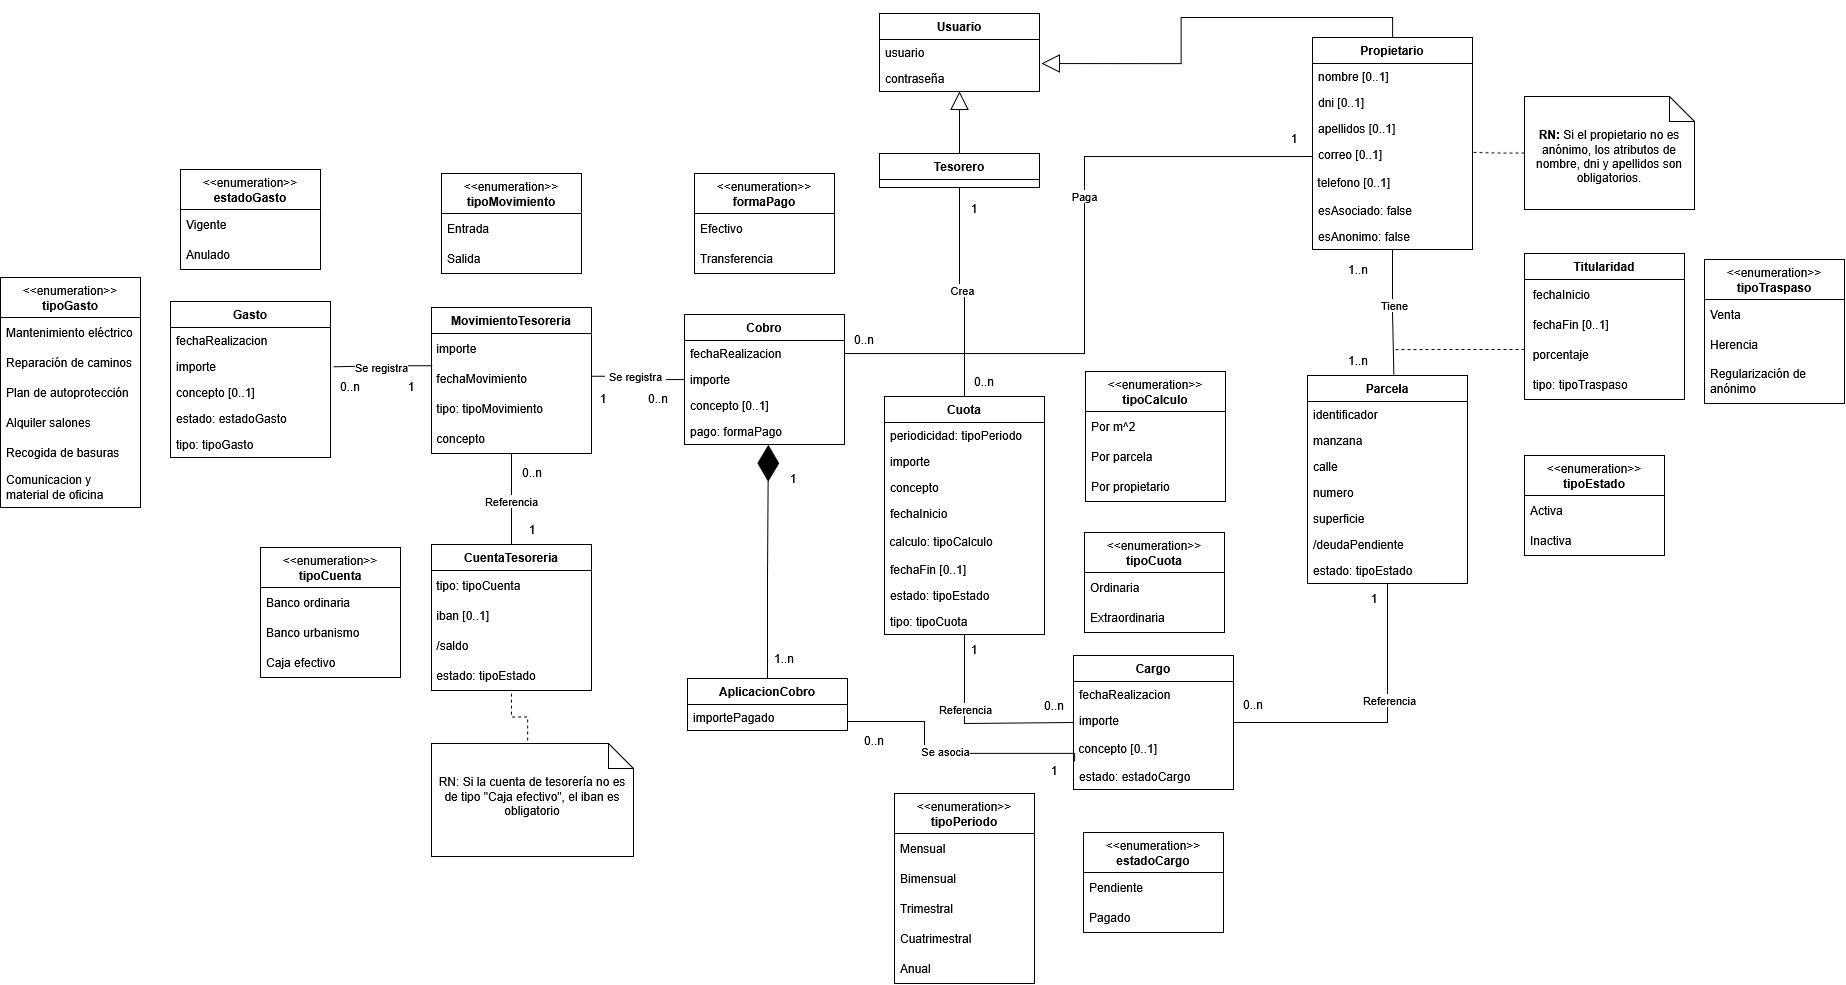 Usuario
usuario
contraseña
Propietario
nombre [0..1]
dni [0..1]
apellidos [0..1]
correo [0..1]
telefono [0..1]
esAsociado: false
esAnonimo: false
RN: Si el propietario no es
anónimo, los atributos de
nombre, dni y apellidos son
obligatorios.
Tesorero
1
1
Paga
Crea
<<enumeration>>
estadoGasto
Vigente
Anulado
<<enumeration>>
tipoMovimiento
Entrada
Salida
<<enumeration>>
formaPago
Efectivo
Transferencia
<<enumeration>>
tipoGasto
Mantenimiento eléctrico
Reparación de caminos
Plan de autoprotección
Alquiler salones
Recogida de basuras
Comunicacion y
material de oficina
Gasto
fechaRealizacion
importe
concepto [0..1]
estado: estadoGasto
tipo: tipoGasto
Se registra
0..n
1
MovimientoTesoreria
importe
fechaMovimiento
tipo: tipoMovimiento
concepto
Se registra
1
0..n
Cobro
fechaRealizacion
importe
concepto [0..1]
pago: formaPago
0..n
1
1..n
Tiene
1..n
Titularidad
fechaInicio
fechaFin [0..1]
porcentaje
tipo: tipoTraspaso
<<enumeration>>
tipoTraspaso
Venta
Herencia
Regularización de
anónimo
0..n
Cuota
periodicidad: tipoPeriodo
importe
concepto
fechaInicio
calculo: tipoCalculo
fechaFin [0..1]
estado: tipoEstado
tipo: tipoCuota
<<enumeration>>
tipoCalculo
Por m^2
Por parcela
Por propietario
Parcela
identificador
manzana
calle
numero
superficie
/deudaPendiente
estado: tipoEstado
<<enumeration>>
tipoEstado
Activa
Inactiva
0..n
Referencia
1
<<enumeration>>
tipoCuenta
Banco ordinaria
Banco urbanismo
Caja efectivo
CuentaTesoreria
tipo: tipoCuenta
iban [0..1]
/saldo
estado: tipoEstado
<<enumeration>>
tipoCuota
Ordinaria
Extraordinaria
1
1
Referencia
0..n
Cargo
fechaRealizacion
importe
concepto [0..1]
estado: estadoCargo
0..n
Referencia
1..n
AplicacionCobro
importePagado
0..n
Se asocia
1
RN: Si la cuenta de tesorería no es
de tipo "Caja efectivo", el iban es
obligatorio
<<enumeration>>
tipoPeriodo
Mensual
Bimensual
Trimestral
Cuatrimestral
Anual
<<enumeration>>
estadoCargo
Pendiente
Pagado